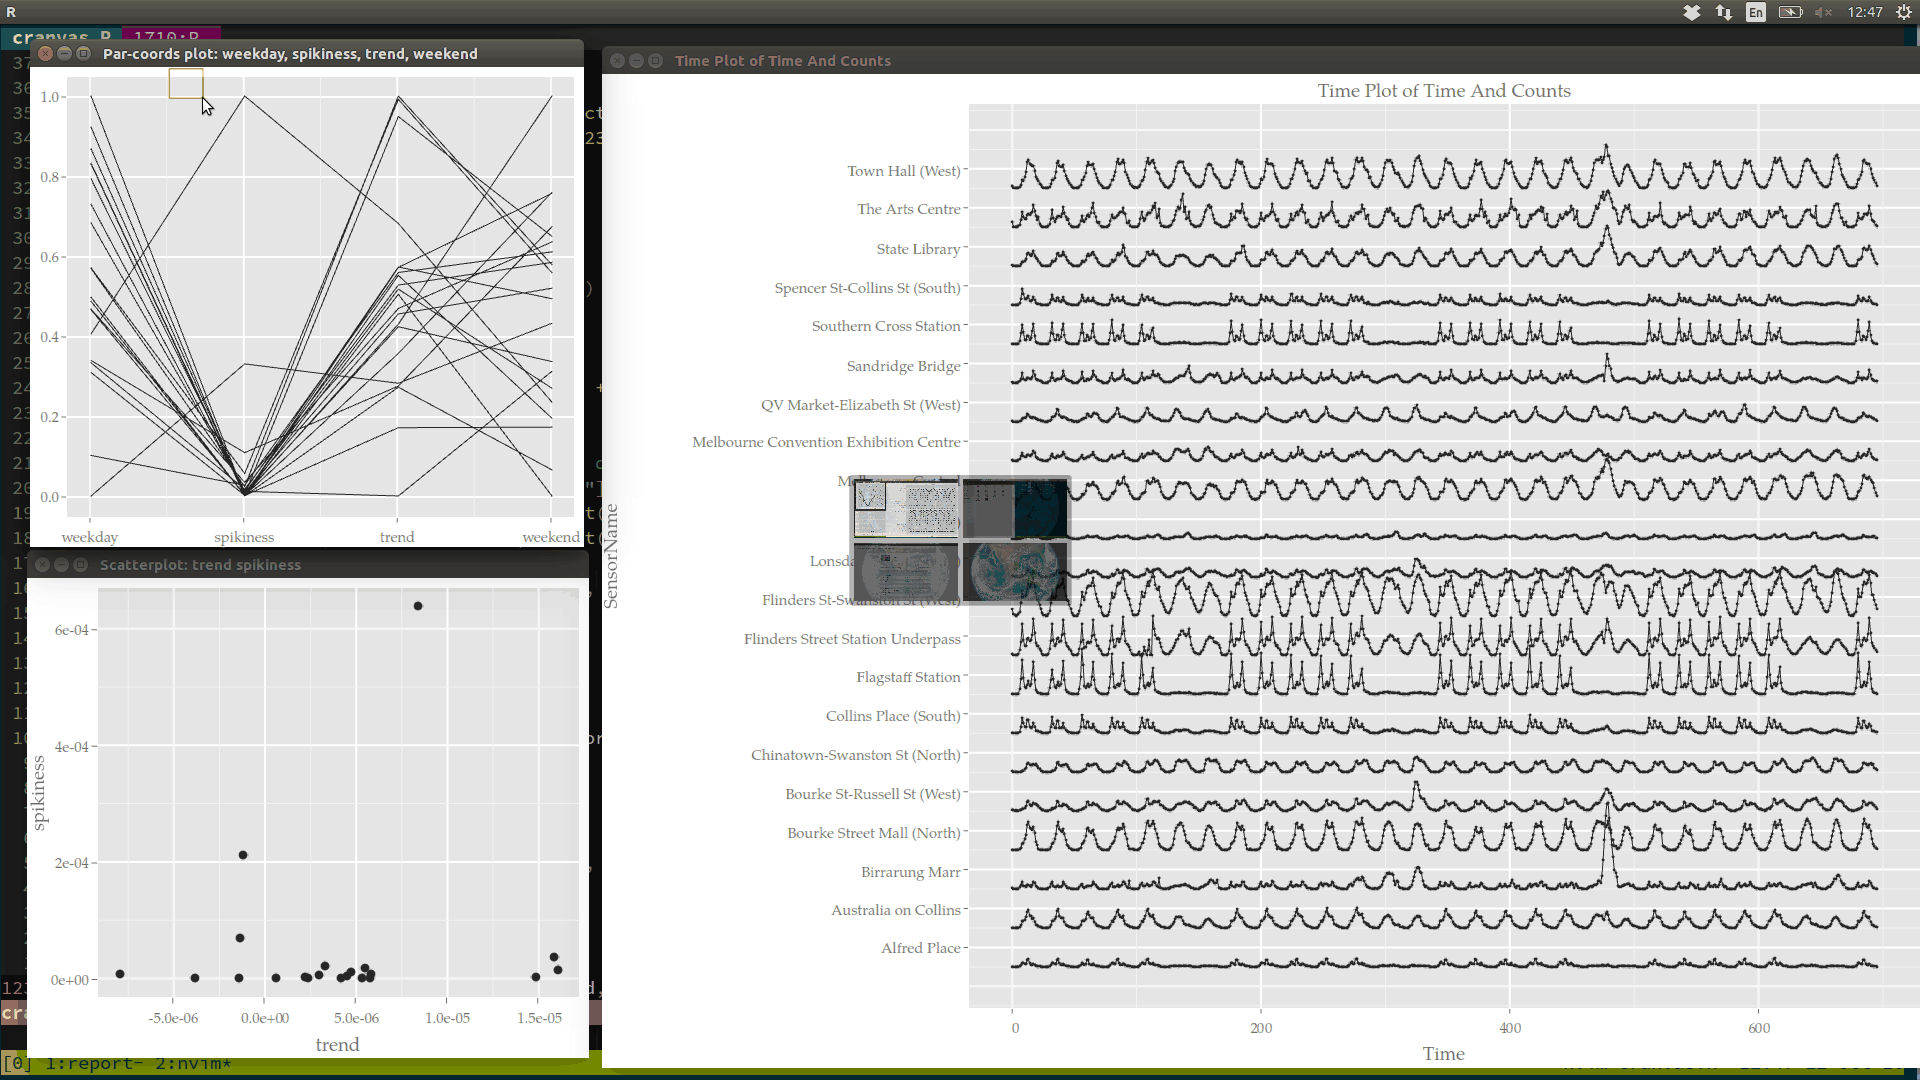 R
En
12:47
Par-coords plot: weekday, spikiness, trend, weekend
1.0
0.8
0.6
0.4
0.2
0.0
weekday spikiness trend weekend
Scatterplot: trend spikiness
6e-04
4e-04
2e-04
0e+00
spikiness
-5.0e-06 0.0e+00 5.0e-06 1.0e-05 1.5e-05
trend
Time Plot of Time And Counts
Time Plot of Time And Counts
SensorName
Town Hall (West)
The Arts Centre
State Library
Spencer St-Collins St (South)
Southern Cross Station
Sandridge Bridge
QV Market-Elizabeth St (West)
Melbourne Convention Exhibition Centre
Flinders St-Swanston St (West)
Flinders Street Station Underpass
Flagstaff Station
Collins Place (South)
Chinatown-Swanston St (North)
Bourke St-Russell St (West)
Bourke Street Mall (North)
Birrarung Marr
Australia on Collins
Alfred Place
0 200 400 600
Time
[0] 1:report- 2:nvim*